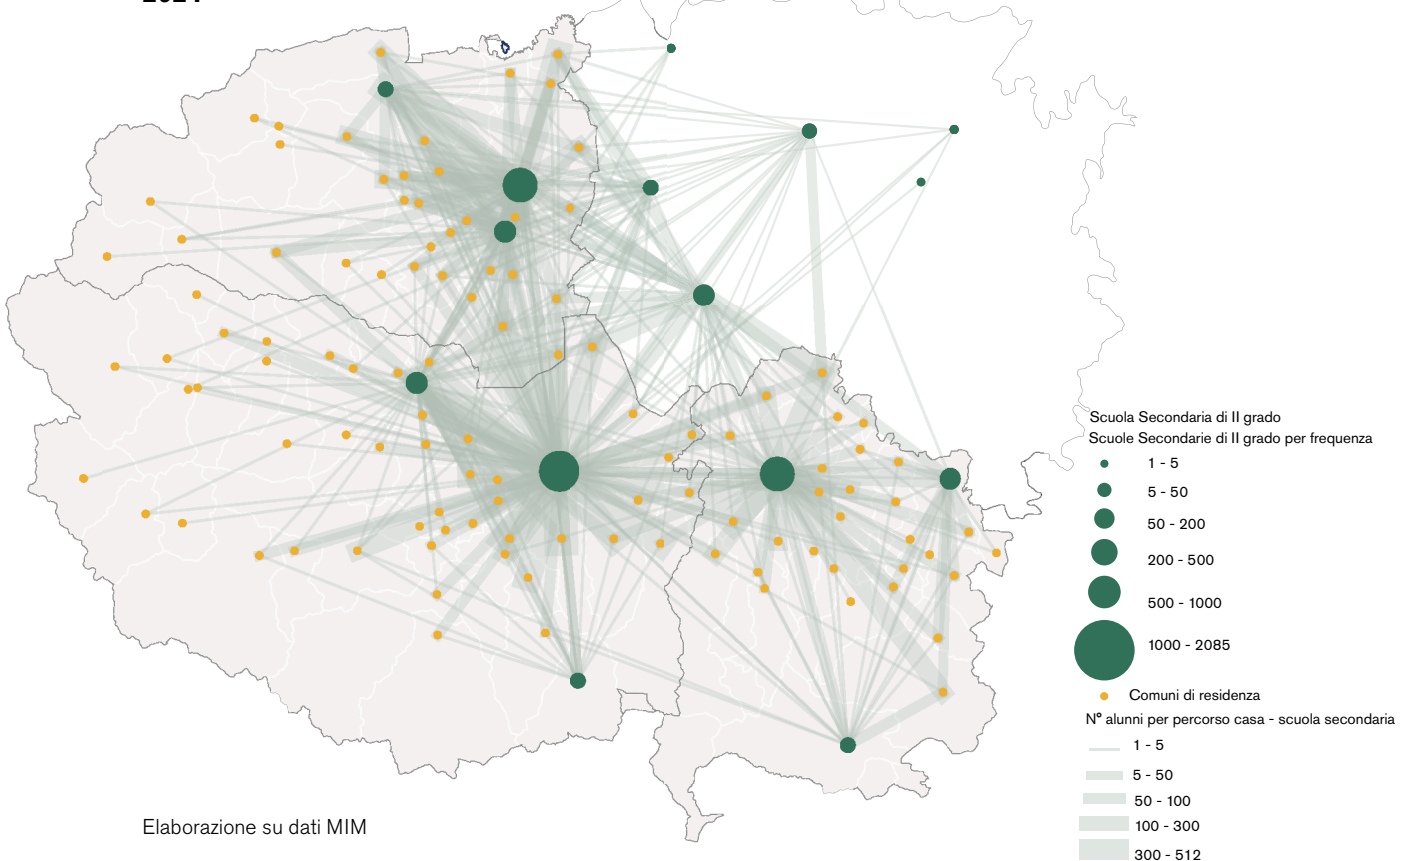 Scuola Secondaria di II grado
Scuole Secondarie di II grado per frequenza
1 - 5
5 - 50
50 - 200
200 - 500
500 - 1000
1000 - 2085
Comuni di residenza
N° alunni per percorso casa - scuola secondaria
1 - 5
5 - 50
50 - 100
100 - 300
300 - 512
Elaborazione su dati MIM